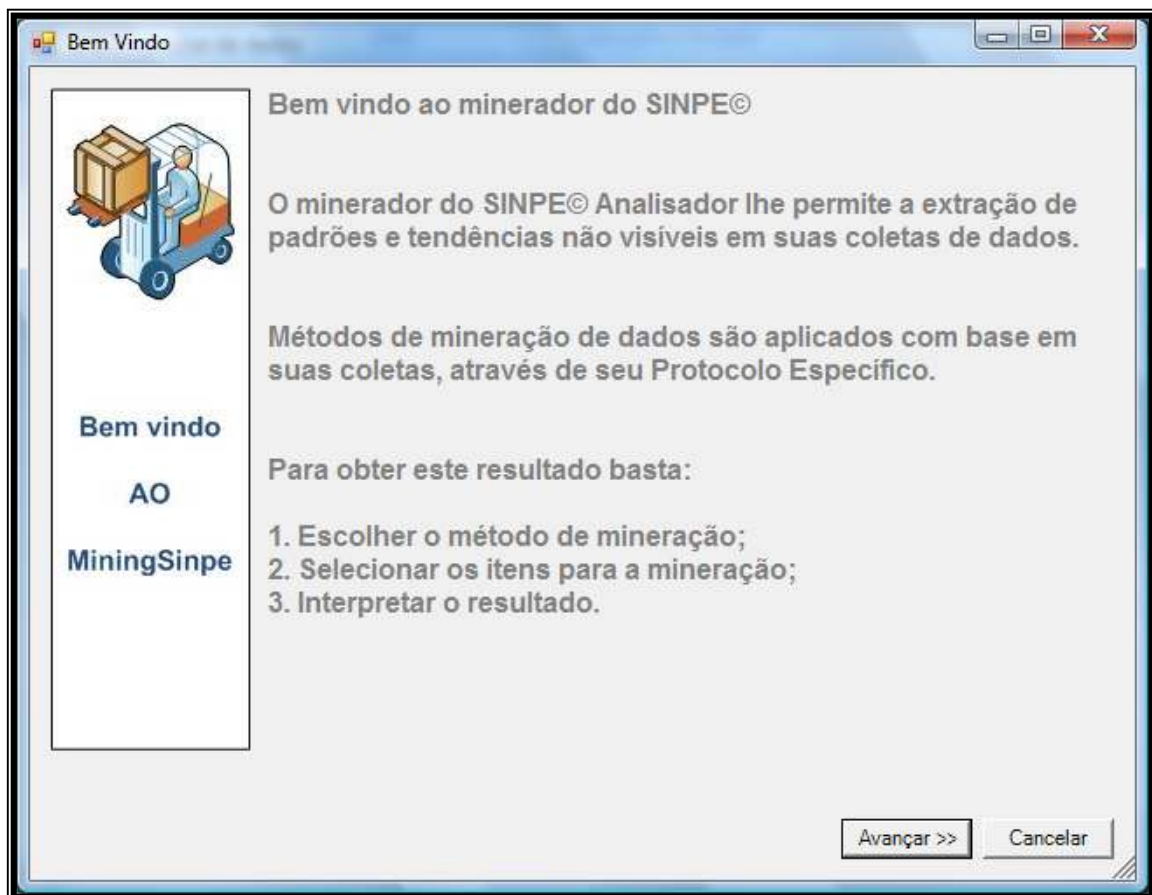 Bem Vindo
Bem vindo ao minerador do SINPE©
O minerador do SINPE© Analisador lhe permite a extração de
padrões e tendências não visíveis em suas coletas de dados.
Métodos de mineração de dados são aplicados com base em
suas coletas, através de seu Protocolo Específico.
Para obter este resultado basta:
1. Escolher o método de mineração;
2. Selecionar os itens para a mineração;
3. Interpretar o resultado.
Bem vindo
AO
MiningSinpe
Avançar >>
Cancelar